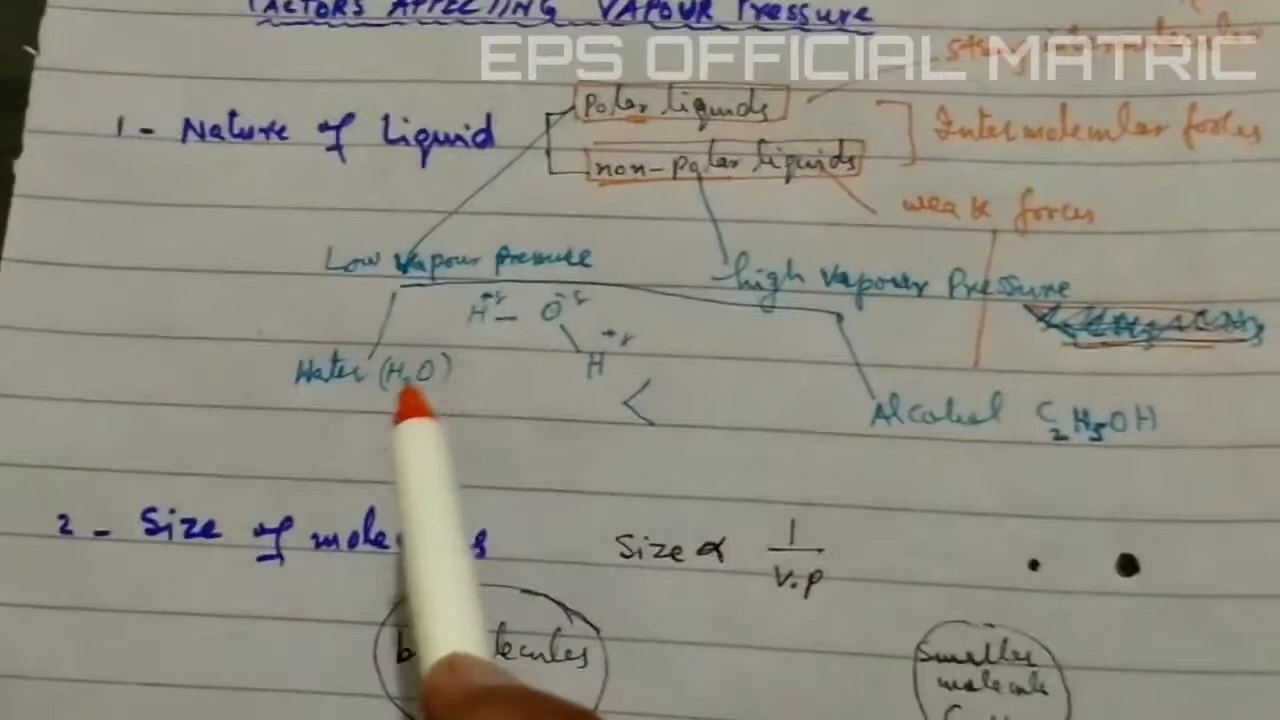 FACTORS AFFECTING VAPOUR Pressure
EPS OFFICIAL MATRIC
1- Nature of Liquid
Polar liquids
non-polar liquids
Intermolecular forces
weak forces
Low vapour pressure
high vapour Pressure
H+δ - O-δ
H+δ
Water (H2O)
<
Alcohol C2H5OH
2- Size of
Size ∝ 1/V.P
Smaller
molecule